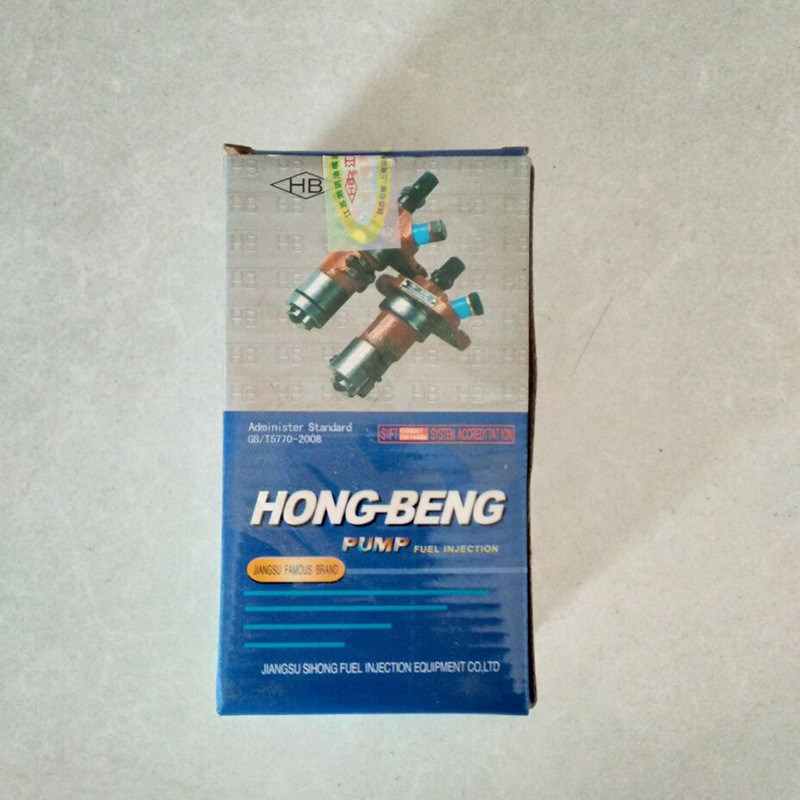 HB
Administer Standard
GB/T5770-2008
SYSTEM ACCREDITATION
HONG-BENG
PUMP FUEL INJECTION
JIANGSU FAMOUS BRAND
JIANGSU SIHONG FUEL INJECTION EQUIPMENT CO.,LTD